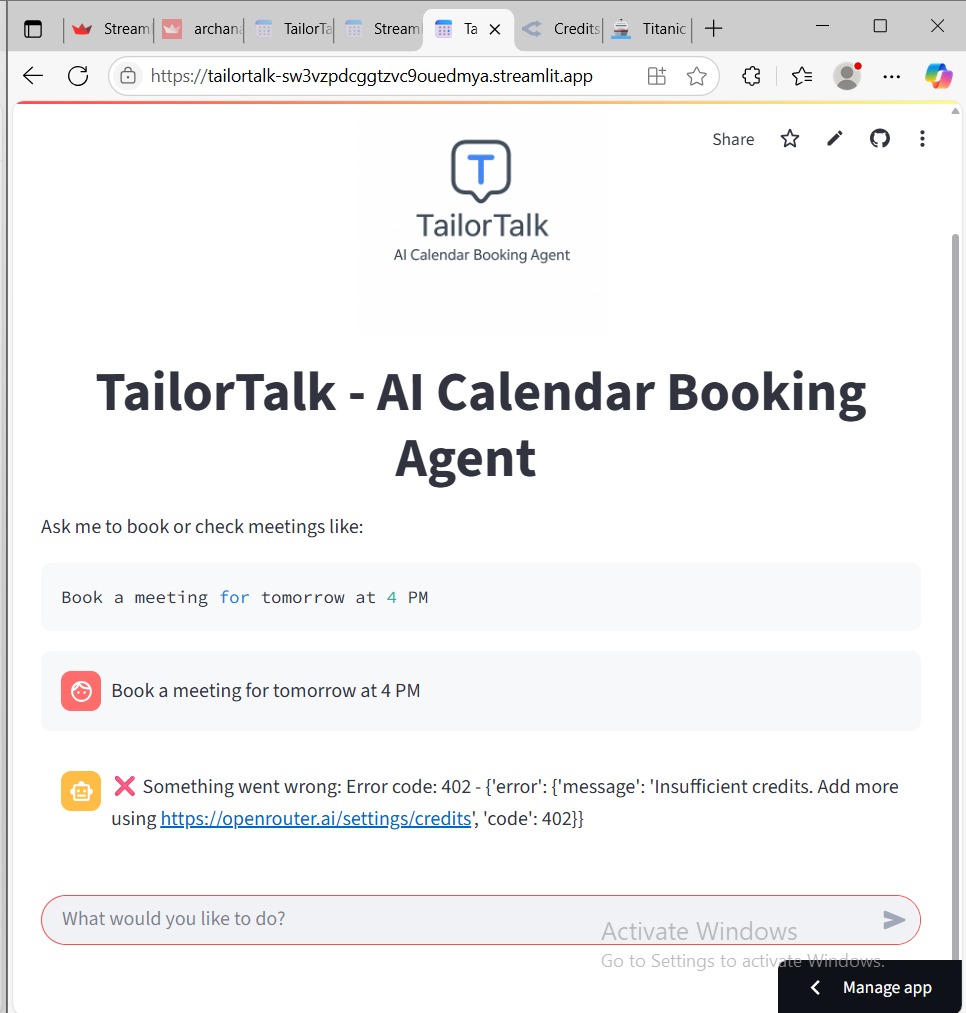 Stream
archana
TailorTa
Stream
Ta
Credits
Titanic
https://tailortalk-sw3vzpdcggtzvc9ouedmya.streamlit.app
Share
T
TailorTalk
AI Calendar Booking Agent
TailorTalk - AI Calendar Booking
Agent
Ask me to book or check meetings like:
Book a meeting for tomorrow at 4 PM
Book a meeting for tomorrow at 4 PM
❌ Something went wrong: Error code: 402 - {'error': {'message': 'Insufficient credits. Add more
using https://openrouter.ai/settings/credits', 'code': 402}}
What would you like to do?
Activate Windows
Go to Settings to activate Windows.
Manage app